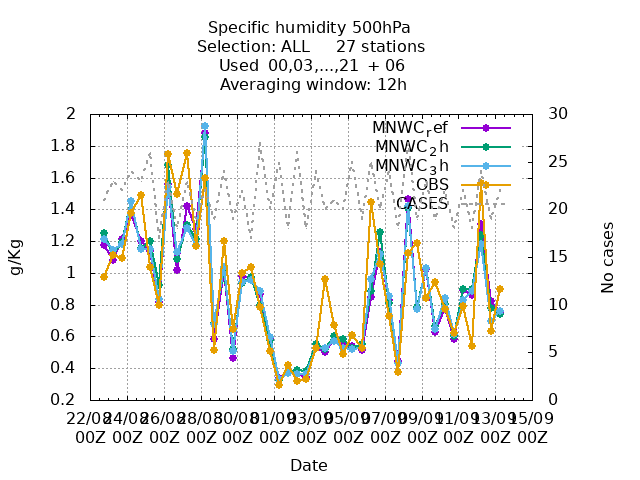 Specific humidity 500hPa
Selection: ALL 27 stations
Used 00,03,...,21 + 06
Averaging window: 12h
g/Kg
2
1.8
1.6
1.4
1.2
1
0.8
0.6
0.4
0.2
MNWCref
MNWC2h
MNWC3h
OBS
CASES
30
25
20
15
10
5
0
No cases
22/08 24/08 26/08 28/08 30/08 01/09 03/09 05/09 07/09 09/09 11/09 13/09 15/09
00Z 00Z 00Z 00Z 00Z 00Z 00Z 00Z 00Z 00Z 00Z 00Z 00Z
Date